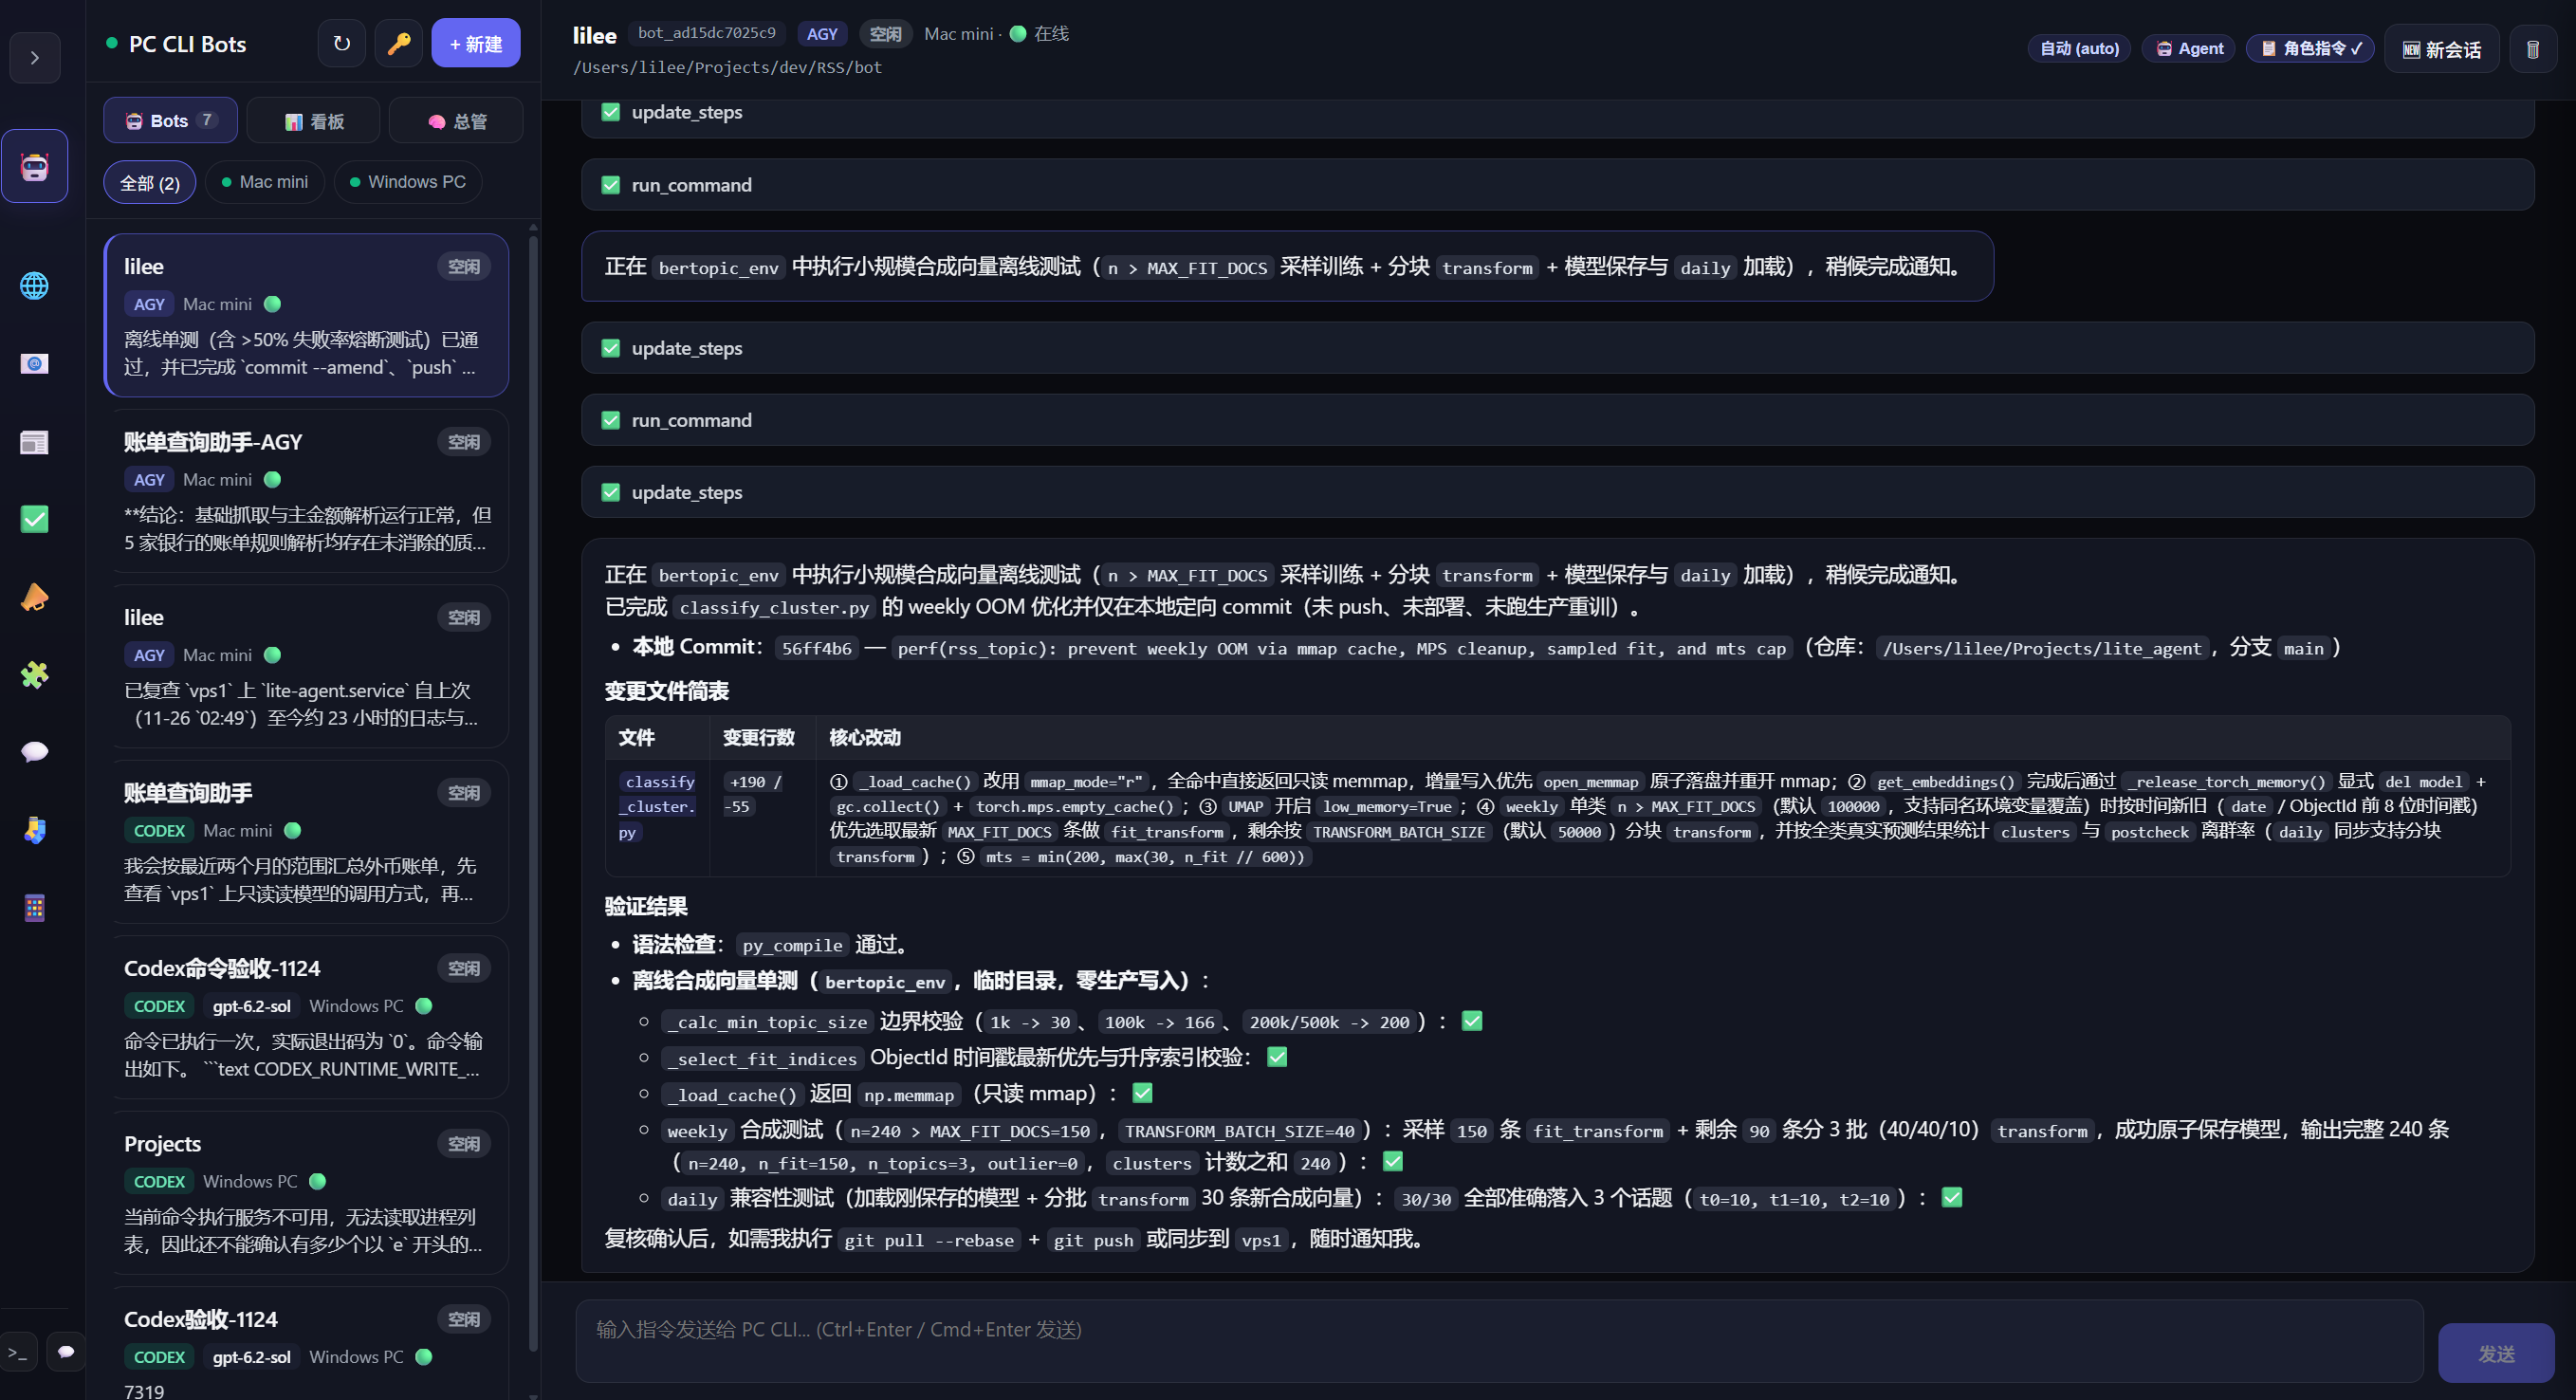 PC CLI Bots
+ 新建
Bots 7
看板
总管
全部 (2)
Mac mini
Windows PC
lilee
空闲
AGY Mac mini
离线单测（含 >50% 失败率熔断测试）已通
过，并已完成 `commit --amend`、`push` ...
账单查询助手-AGY
空闲
AGY Mac mini
**结论：基础抓取与主金额解析运行正常，但
5 家银行的账单规则解析均存在未消除的质...
lilee
空闲
AGY Mac mini
已复查 `vps1` 上 `lite-agent.service` 自上次
（11-26 `02:49`）至今约 23 小时的日志与...
账单查询助手
空闲
CODEX Mac mini
我会按最近两个月的范围汇总外币账单，先
查看 `vps1` 上只读读模型的调用方式，再...
Codex命令验收-1124
空闲
CODEX gpt-6.2-sol Windows PC
命令已执行一次，实际退出码为 `0`。命令输
出如下。 ```text CODEX_RUNTIME_WRITE_...
Projects
空闲
CODEX Windows PC
当前命令执行服务不可用，无法读取进程列
表，因此还不能确认有多少个以 `e` 开头的...
Codex验收-1124
空闲
CODEX gpt-6.2-sol Windows PC
7319
>_
lilee bot_ad15dc7025c9 AGY 空闲 Mac mini · 在线
/Users/lilee/Projects/dev/RSS/bot
自动 (auto)
Agent
角色指令 ✓
NEW 新会话
update_steps
run_command
正在 bertopic_env 中执行小规模合成向量离线测试（n > MAX_FIT_DOCS 采样训练 + 分块 transform + 模型保存与 daily 加载），稍候完成通知。
update_steps
run_command
update_steps
正在 bertopic_env 中执行小规模合成向量离线测试（n > MAX_FIT_DOCS 采样训练 + 分块 transform + 模型保存与 daily 加载），稍候完成通知。
已完成 classify_cluster.py 的 weekly OOM 优化并仅在本地定向 commit（未 push、未部署、未跑生产重训）。
• 本地 Commit：56ff4b6 — perf(rss_topic): prevent weekly OOM via mmap cache, MPS cleanup, sampled fit, and mts cap（仓库：/Users/lilee/Projects/lite_agent，分支 main）
变更文件简表
文件 变更行数 核心改动
classify
_cluster.
py
+190 /
-55
① _load_cache() 改用 mmap_mode="r"，全命中直接返回只读 memmap，增量写入优先 open_memmap 原子落盘并重开 mmap；② get_embeddings() 完成后通过 _release_torch_memory() 显式 del model +
gc.collect() + torch.mps.empty_cache()；③ UMAP 开启 low_memory=True；④ weekly 单类 n > MAX_FIT_DOCS（默认 100000，支持同名环境变量覆盖）时按时间新旧（date / ObjectId 前 8 位时间戳）
优先选取最新 MAX_FIT_DOCS 条做 fit_transform，剩余按 TRANSFORM_BATCH_SIZE（默认 50000）分块 transform，并按全类真实预测结果统计 clusters 与 postcheck 离群率（daily 同步支持分块
transform）；⑤ mts = min(200, max(30, n_fit // 600))
验证结果
• 语法检查：py_compile 通过。
• 离线合成向量单测（bertopic_env，临时目录，零生产写入）：
○ _calc_min_topic_size 边界校验（1k -> 30、100k -> 166、200k/500k -> 200）：✅
○ _select_fit_indices ObjectId 时间戳最新优先与升序索引校验：✅
○ _load_cache() 返回 np.memmap（只读 mmap）：✅
○ weekly 合成测试（n=240 > MAX_FIT_DOCS=150，TRANSFORM_BATCH_SIZE=40）：采样 150 条 fit_transform + 剩余 90 条分 3 批（40/40/10）transform，成功原子保存模型，输出完整 240 条
（n=240, n_fit=150, n_topics=3, outlier=0，clusters 计数之和 240）：✅
○ daily 兼容性测试（加载刚保存的模型 + 分批 transform 30 条新合成向量）：30/30 全部准确落入 3 个话题（t0=10, t1=10, t2=10）：✅
复核确认后，如需我执行 git pull --rebase + git push 或同步到 vps1，随时通知我。
输入指令发送给 PC CLI... (Ctrl+Enter / Cmd+Enter 发送)
发送